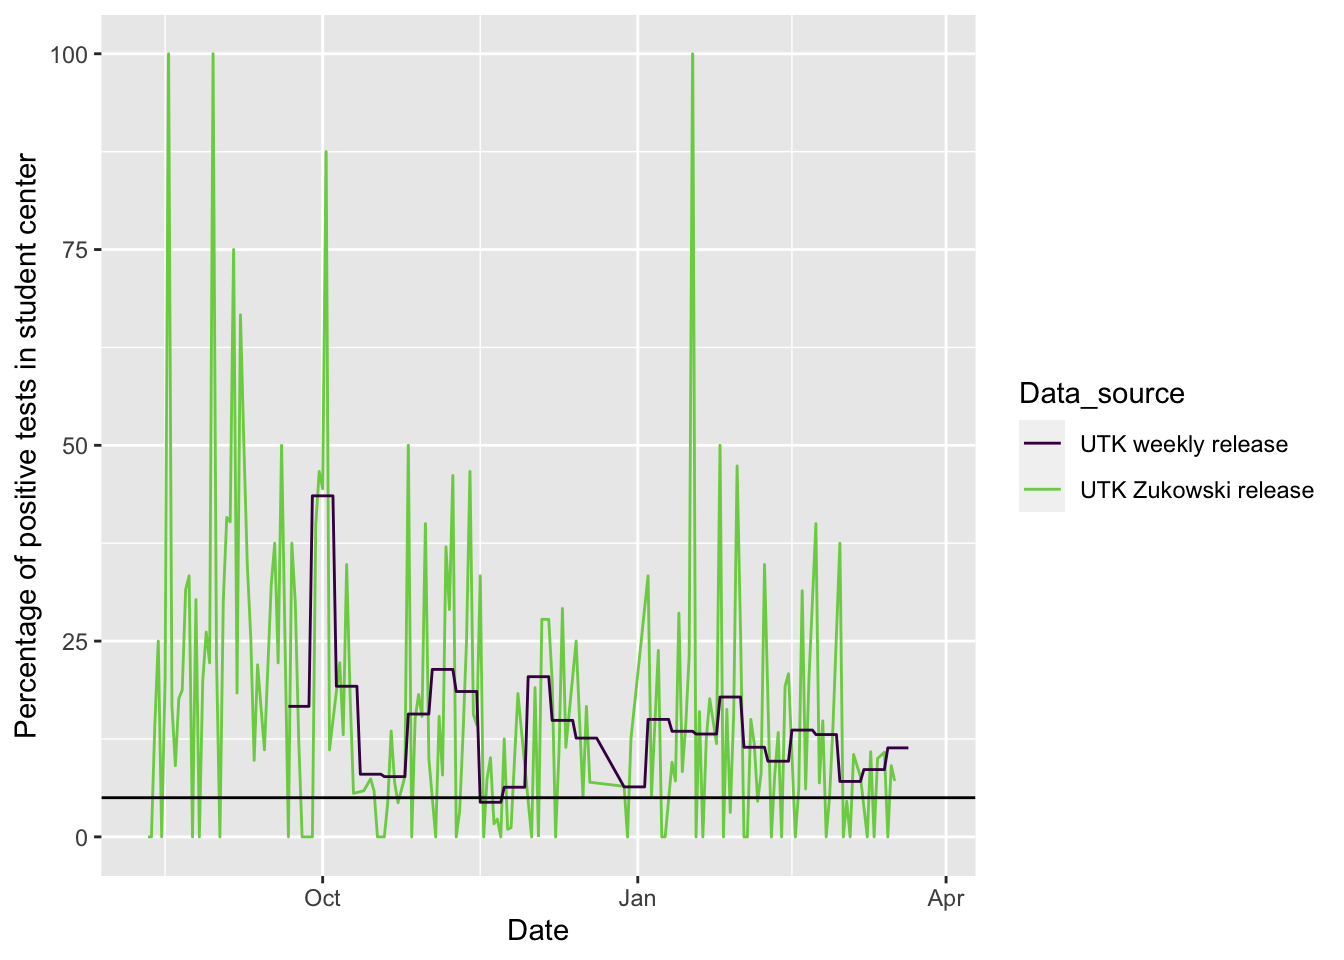 Percentage of positive tests in student center
100
75
50
25
0
Oct
Jan
Apr
Date
Data_source
UTK weekly release
UTK Zukowski release